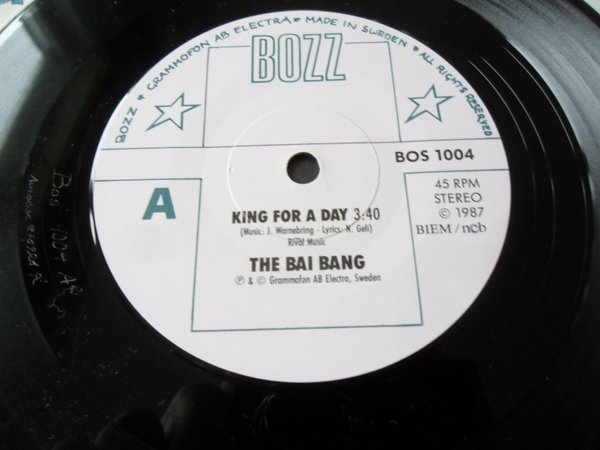 BOZZ ★ GRAMMOFON AB ELECTRA ★ MADE IN SWEDEN ★ ALL RIGHTS RESERVED
BOZZ
BOS 1004
A
45 RPM
STEREO
© 1987
BIEM/ncb
KiNG FOR A DAY 3:40
(Music: J. Warnebring - Lyrics: N. Geli)
Rival Music
THE BAI BANG
℗ & © Grammofon AB Electra, Sweden